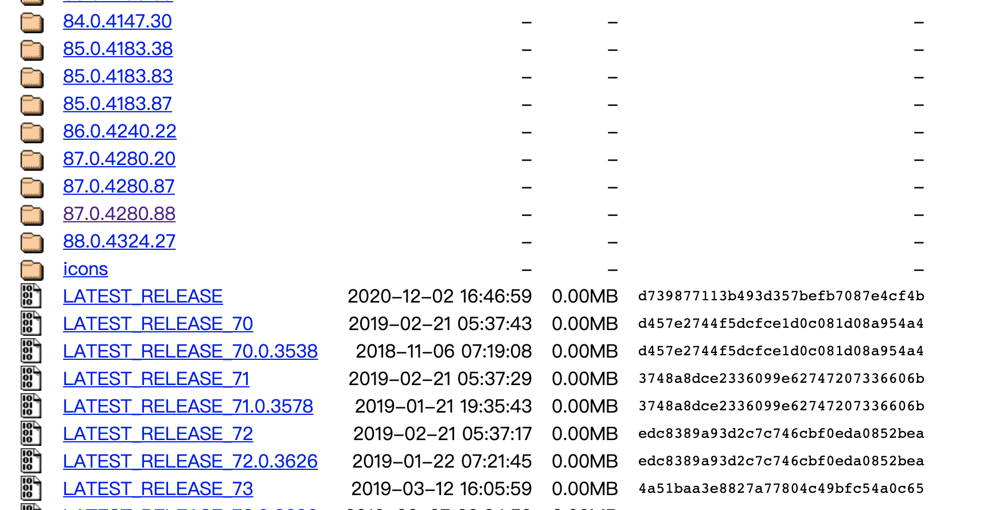 84.0.4147.30 – – –
85.0.4183.38 – – –
85.0.4183.83 – – –
85.0.4183.87 – – –
86.0.4240.22 – – –
87.0.4280.20 – – –
87.0.4280.87 – – –
87.0.4280.88 – – –
88.0.4324.27 – – –
icons – – –
LATEST_RELEASE 2020-12-02 16:46:59 0.00MB d739877113b493d357befb7087e4cf4b
LATEST_RELEASE_70 2019-02-21 05:37:43 0.00MB d457e2744f5dcfce1d0c081d08a954a4
LATEST_RELEASE_70.0.3538 2018-11-06 07:19:08 0.00MB d457e2744f5dcfce1d0c081d08a954a4
LATEST_RELEASE_71 2019-02-21 05:37:29 0.00MB 3748a8dce2336099e62747207336606b
LATEST_RELEASE_71.0.3578 2019-01-21 19:35:43 0.00MB 3748a8dce2336099e62747207336606b
LATEST_RELEASE_72 2019-02-21 05:37:17 0.00MB edc8389a93d2c7c746cbf0eda0852bea
LATEST_RELEASE_72.0.3626 2019-01-22 07:21:45 0.00MB edc8389a93d2c7c746cbf0eda0852bea
LATEST_RELEASE_73 2019-03-12 16:05:59 0.00MB 4a51baa3e8827a77804c49bfc54a0c65